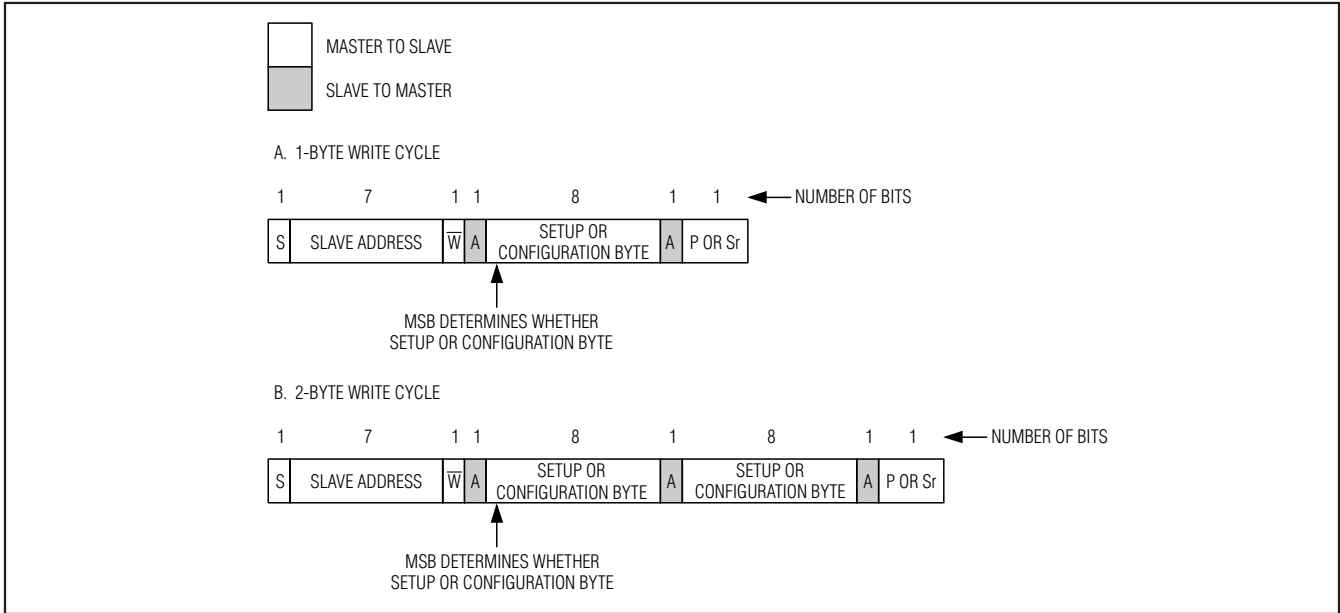 MASTER TO SLAVE
SLAVE TO MASTER
A. 1-BYTE WRITE CYCLE
1 7 1 1 8 1 1 NUMBER OF BITS
S SLAVE ADDRESS W̅ A SETUP OR CONFIGURATION BYTE A P OR Sr
MSB DETERMINES WHETHER
SETUP OR CONFIGURATION BYTE
B. 2-BYTE WRITE CYCLE
1 7 1 1 8 1 8 1 1 NUMBER OF BITS
S SLAVE ADDRESS W̅ A SETUP OR CONFIGURATION BYTE A SETUP OR CONFIGURATION BYTE A P OR Sr
MSB DETERMINES WHETHER
SETUP OR CONFIGURATION BYTE